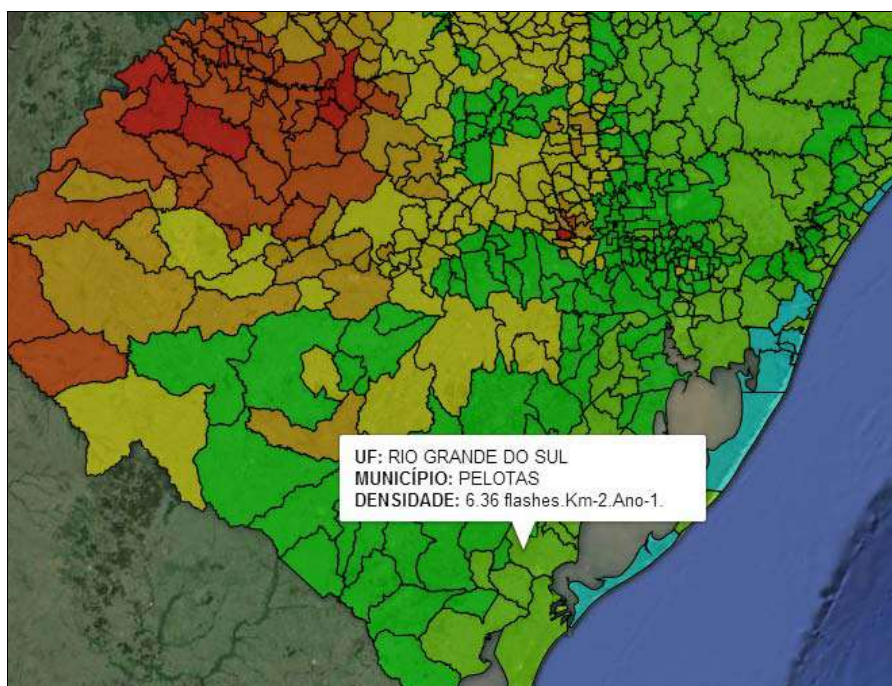 UF: RIO GRANDE DO SUL
MUNICÍPIO: PELOTAS
DENSIDADE: 6.36 flashes.Km-2.Ano-1.